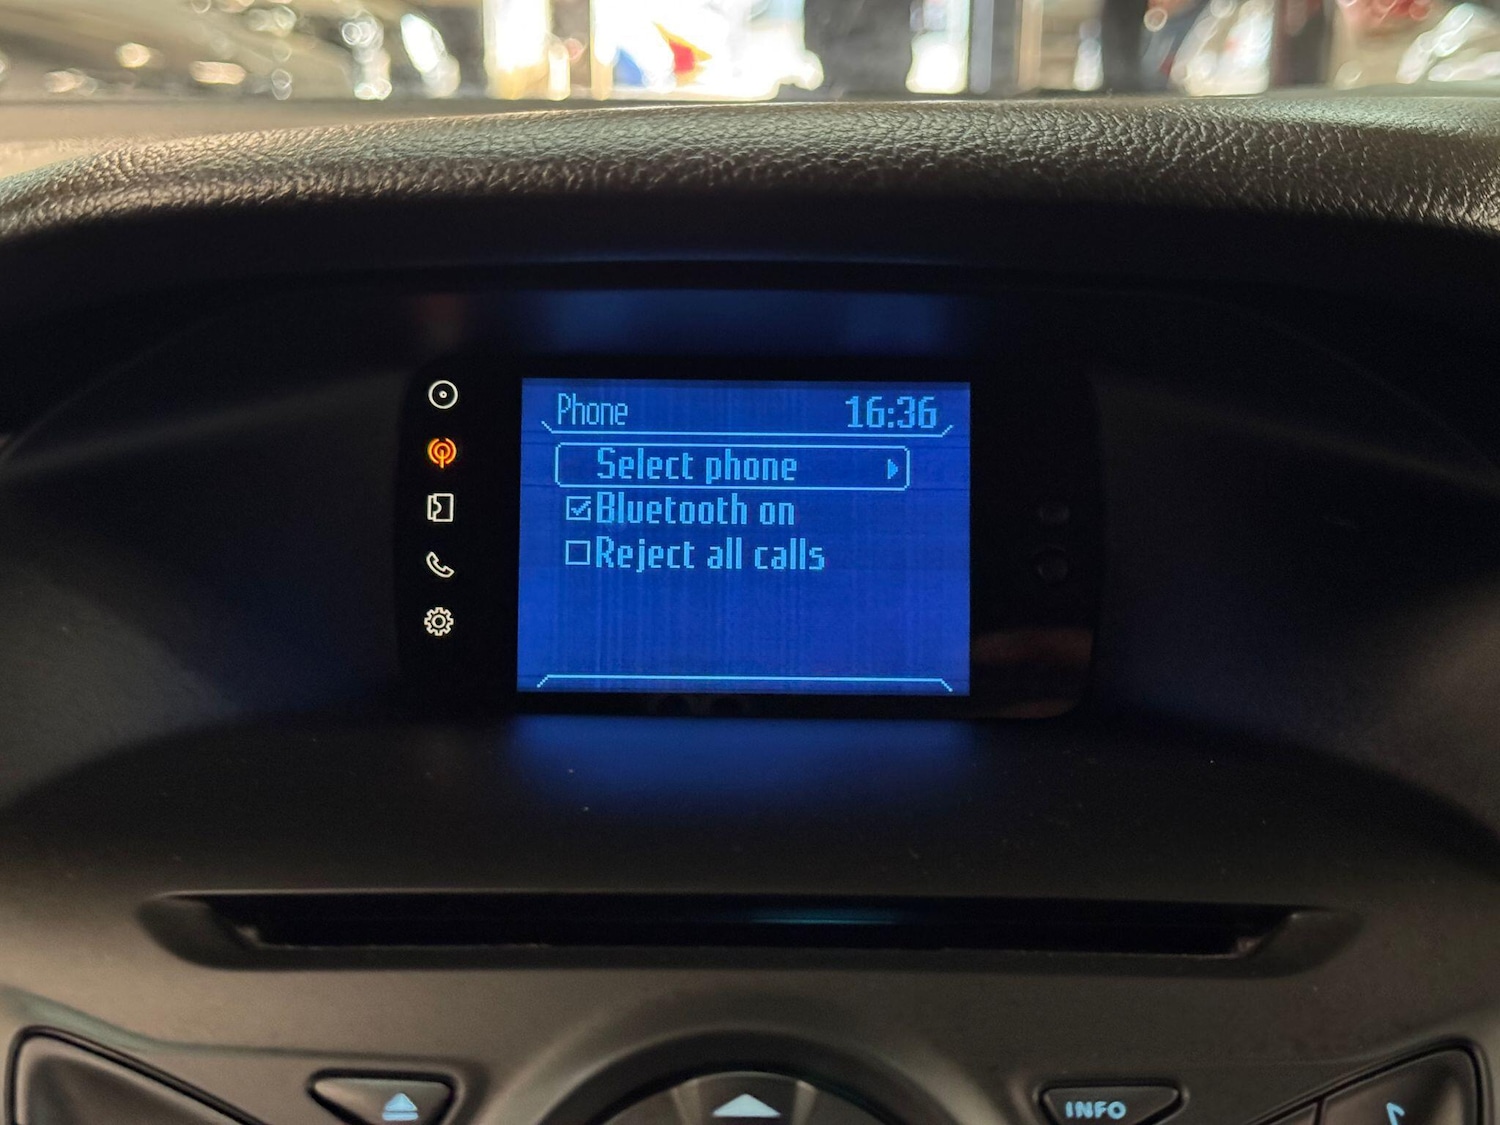 Phone 16:36
Select phone
Bluetooth on
Reject all calls
INFO